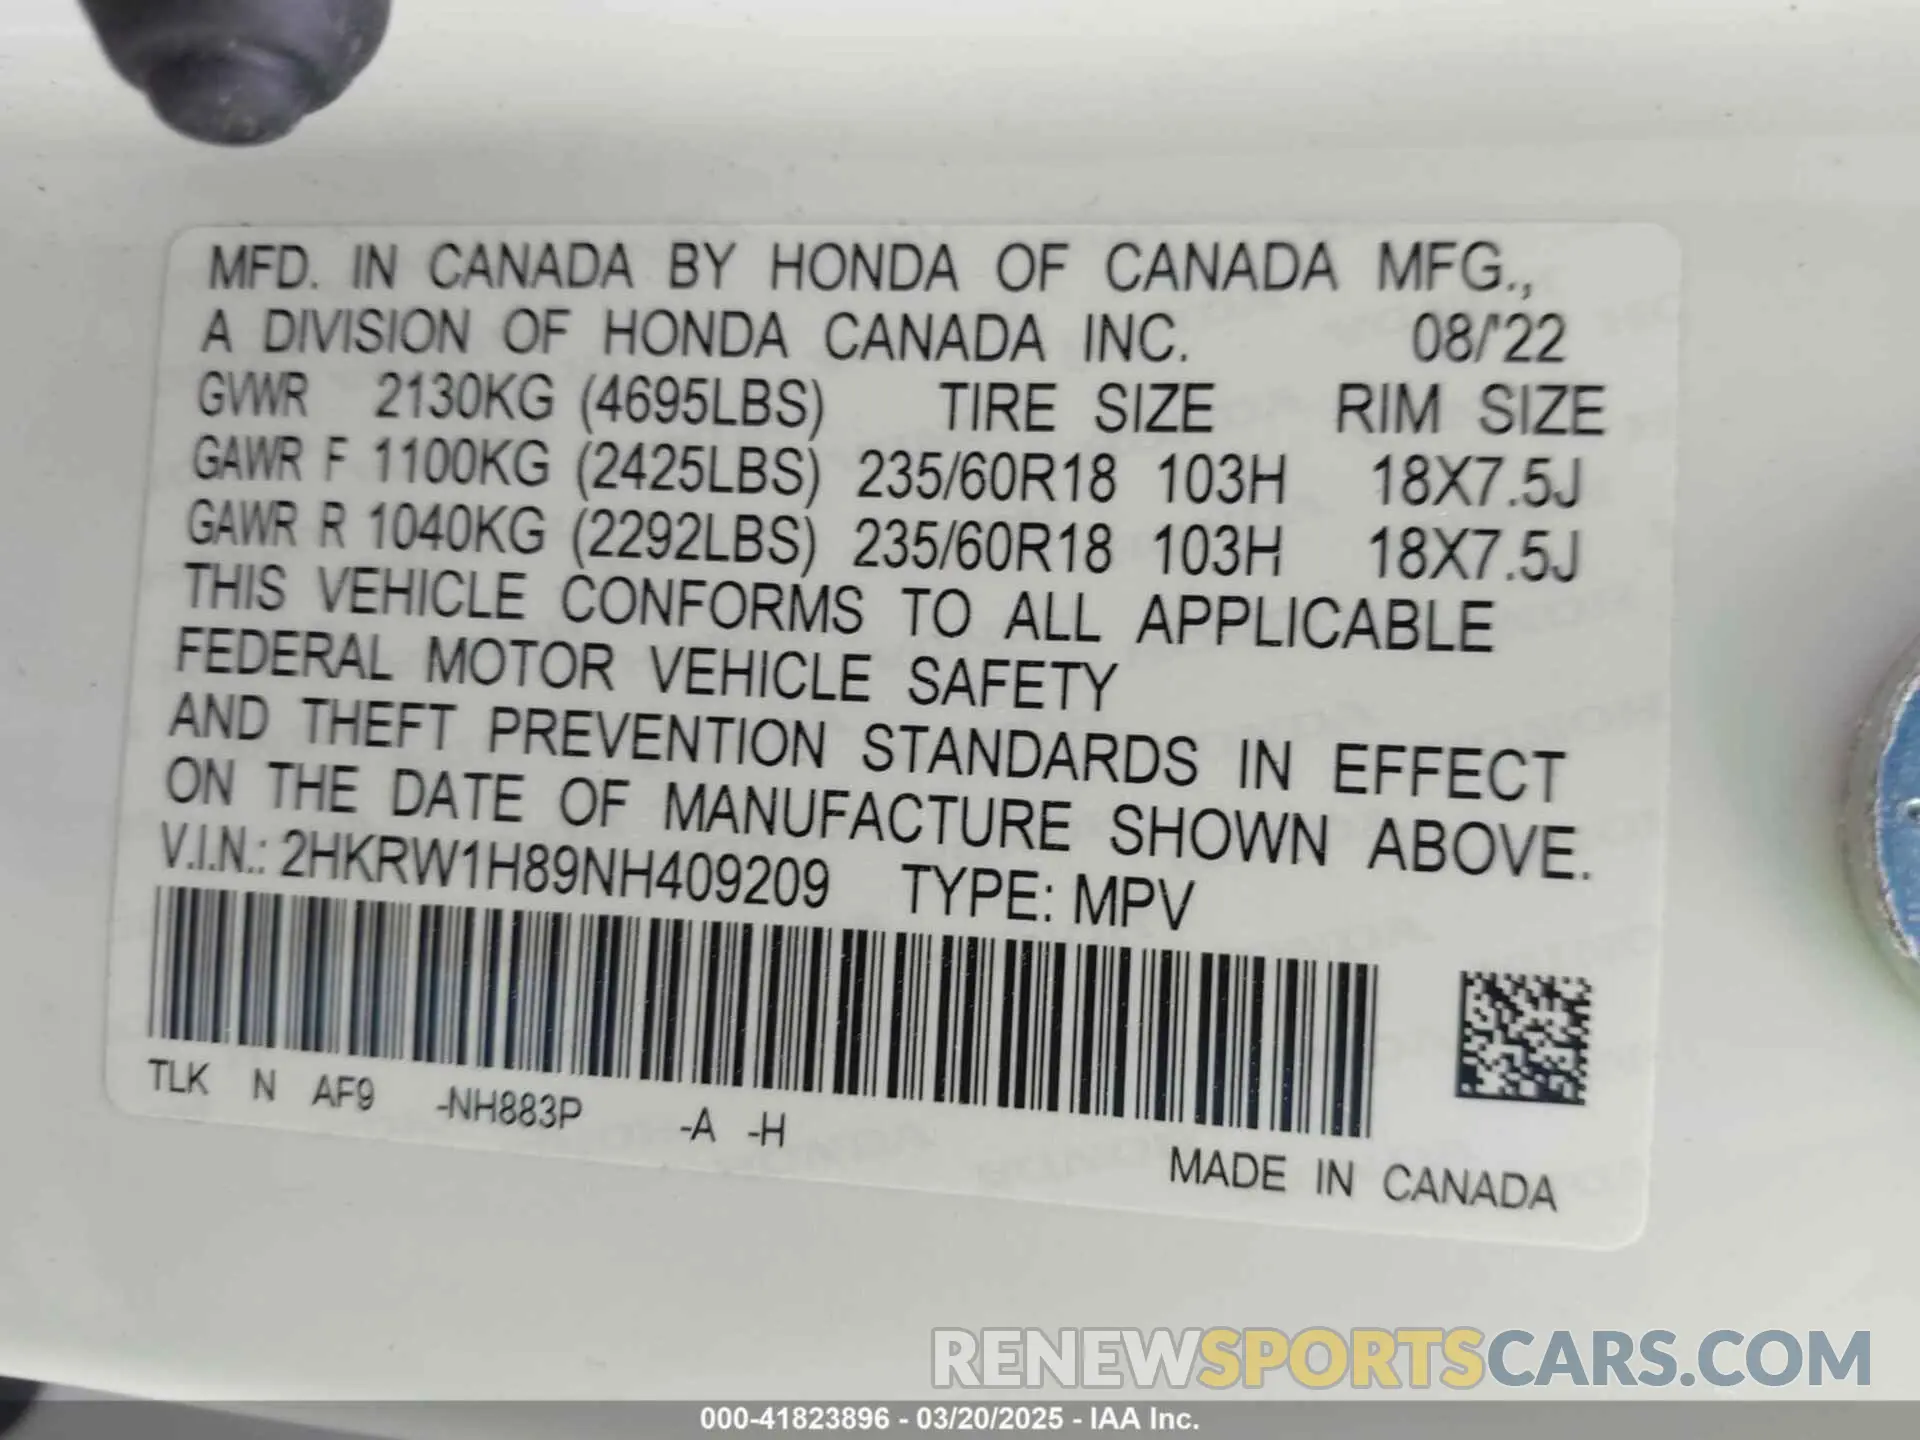 MFD. IN CANADA BY HONDA OF CANADA MFG.,
A DIVISION OF HONDA CANADA INC. 08/'22
GVWR 2130KG (4695LBS) TIRE SIZE RIM SIZE
GAWR F 1100KG (2425LBS) 235/60R18 103H 18X7.5J
GAWR R 1040KG (2292LBS) 235/60R18 103H 18X7.5J
THIS VEHICLE CONFORMS TO ALL APPLICABLE
FEDERAL MOTOR VEHICLE SAFETY
AND THEFT PREVENTION STANDARDS IN EFFECT
ON THE DATE OF MANUFACTURE SHOWN ABOVE.
V.I.N.: 2HKRW1H89NH409209 TYPE: MPV
TLK N AF9 -NH883P -A -H
MADE IN CANADA
RENEWSPORTSCARS.COM
000-41823896 - 03/20/2025 - IAA Inc.